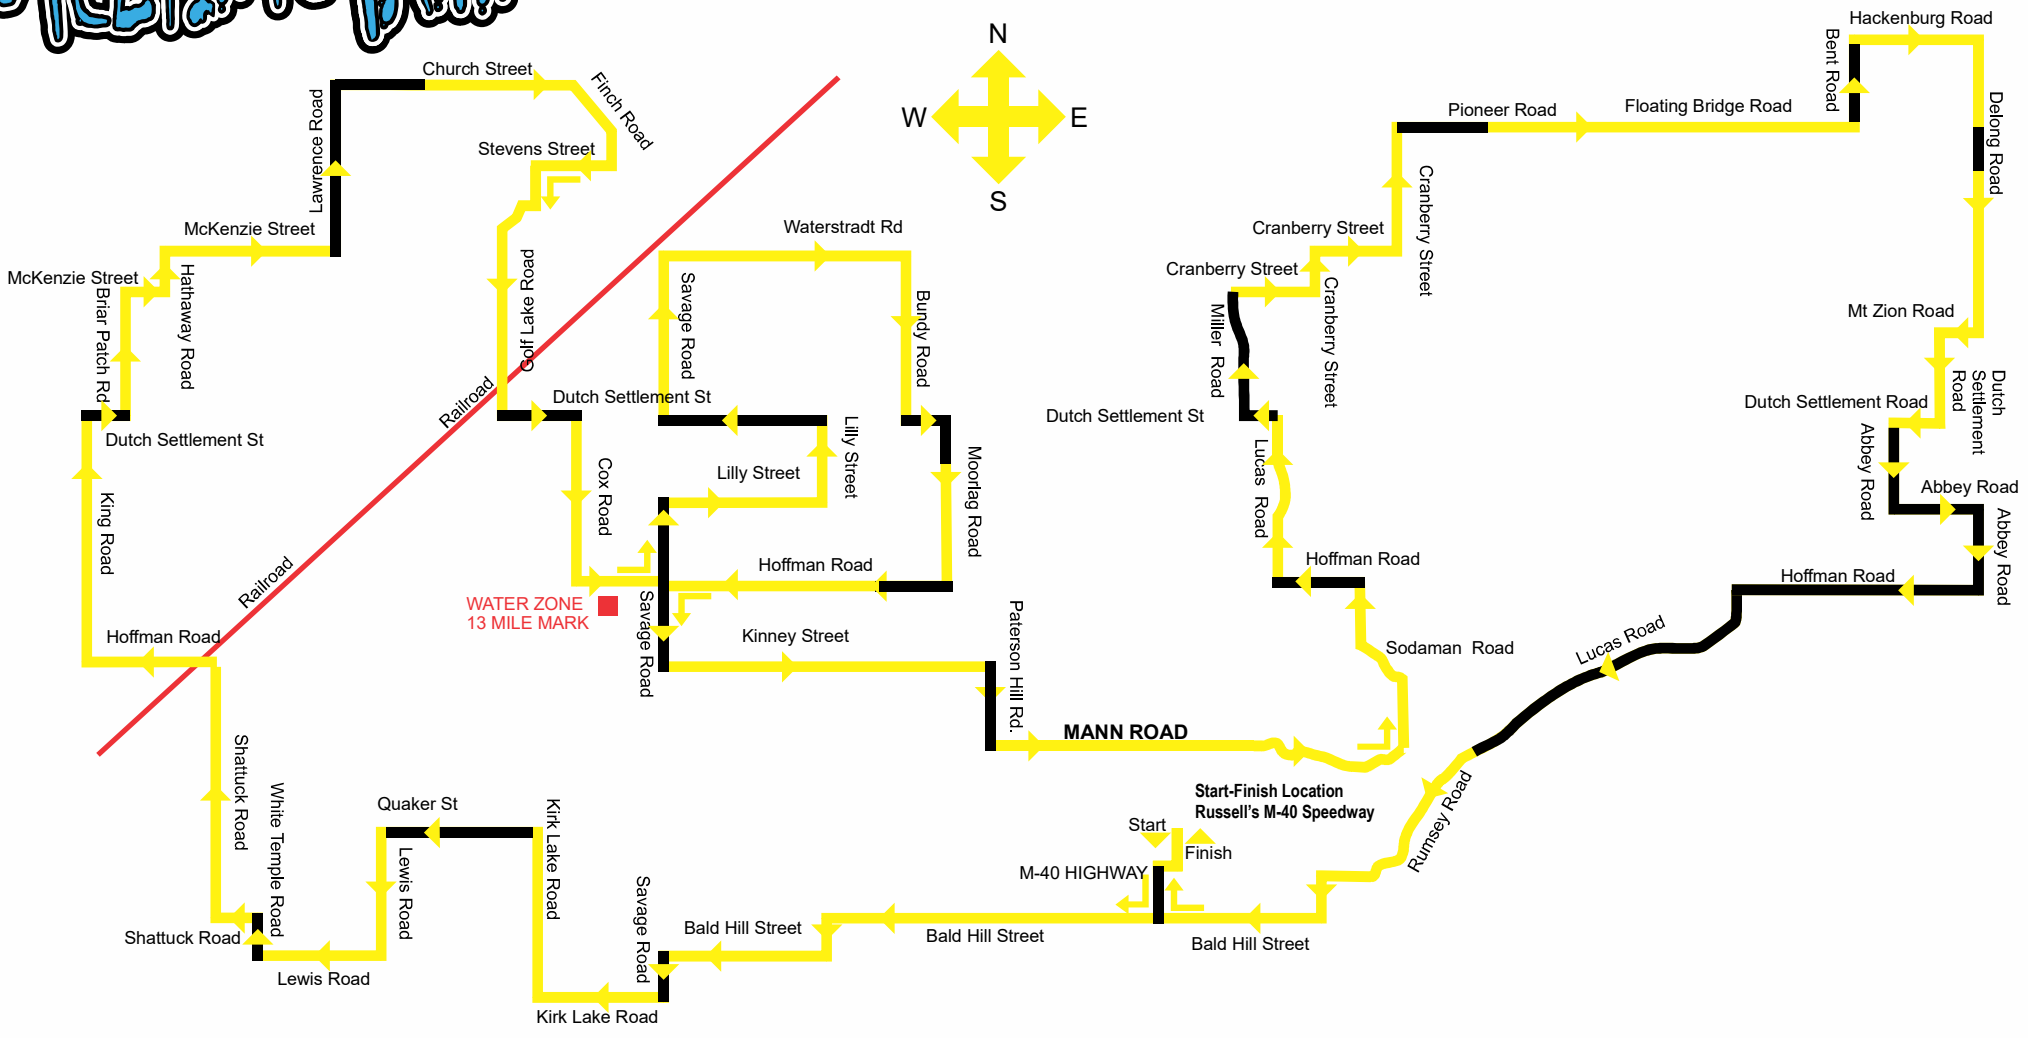 Hackenburg Road
N
Bent Road
Church Street
Finch Road
Lawrence Road
Delong Road
W
E
Pioneer Road
Floating Bridge Road
Stevens Street
S
Cranberry Street
McKenzie Street
Waterstradt Rd
Cranberry Street
Golf Lake Road
McKenzie Street
Hathaway Road
Briar Patch Rd
Savage Road
Bundy Road
Cranberry Street
Cranberry Street
Miller Road
Mt Zion Road
Dutch
Settlement
Road
Railroad
Dutch Settlement St
Dutch Settlement St
Dutch Settlement Road
Dutch Settlement St
Lilly Street
Lilly Street
Lucas Road
Abbey Road
Abbey Road
Abbey Road
Cox Road
Moorlag Road
King Road
Railroad
Hoffman Road
Hoffman Road
Hoffman Road
WATER ZONE
13 MILE MARK
Savage Road
Kinney Street
Paterson Hill Rd.
Hoffman Road
Sodaman Road
Lucas Road
MANN ROAD
Shattuck Road
White Temple Road
Quaker St
Lewis Road
Kirk Lake Road
Start-Finish Location
Russell's M-40 Speedway
Start
Finish
M-40 HIGHWAY
Rumsey Road
Savage Road
Bald Hill Street
Bald Hill Street
Bald Hill Street
Shattuck Road
Lewis Road
Kirk Lake Road